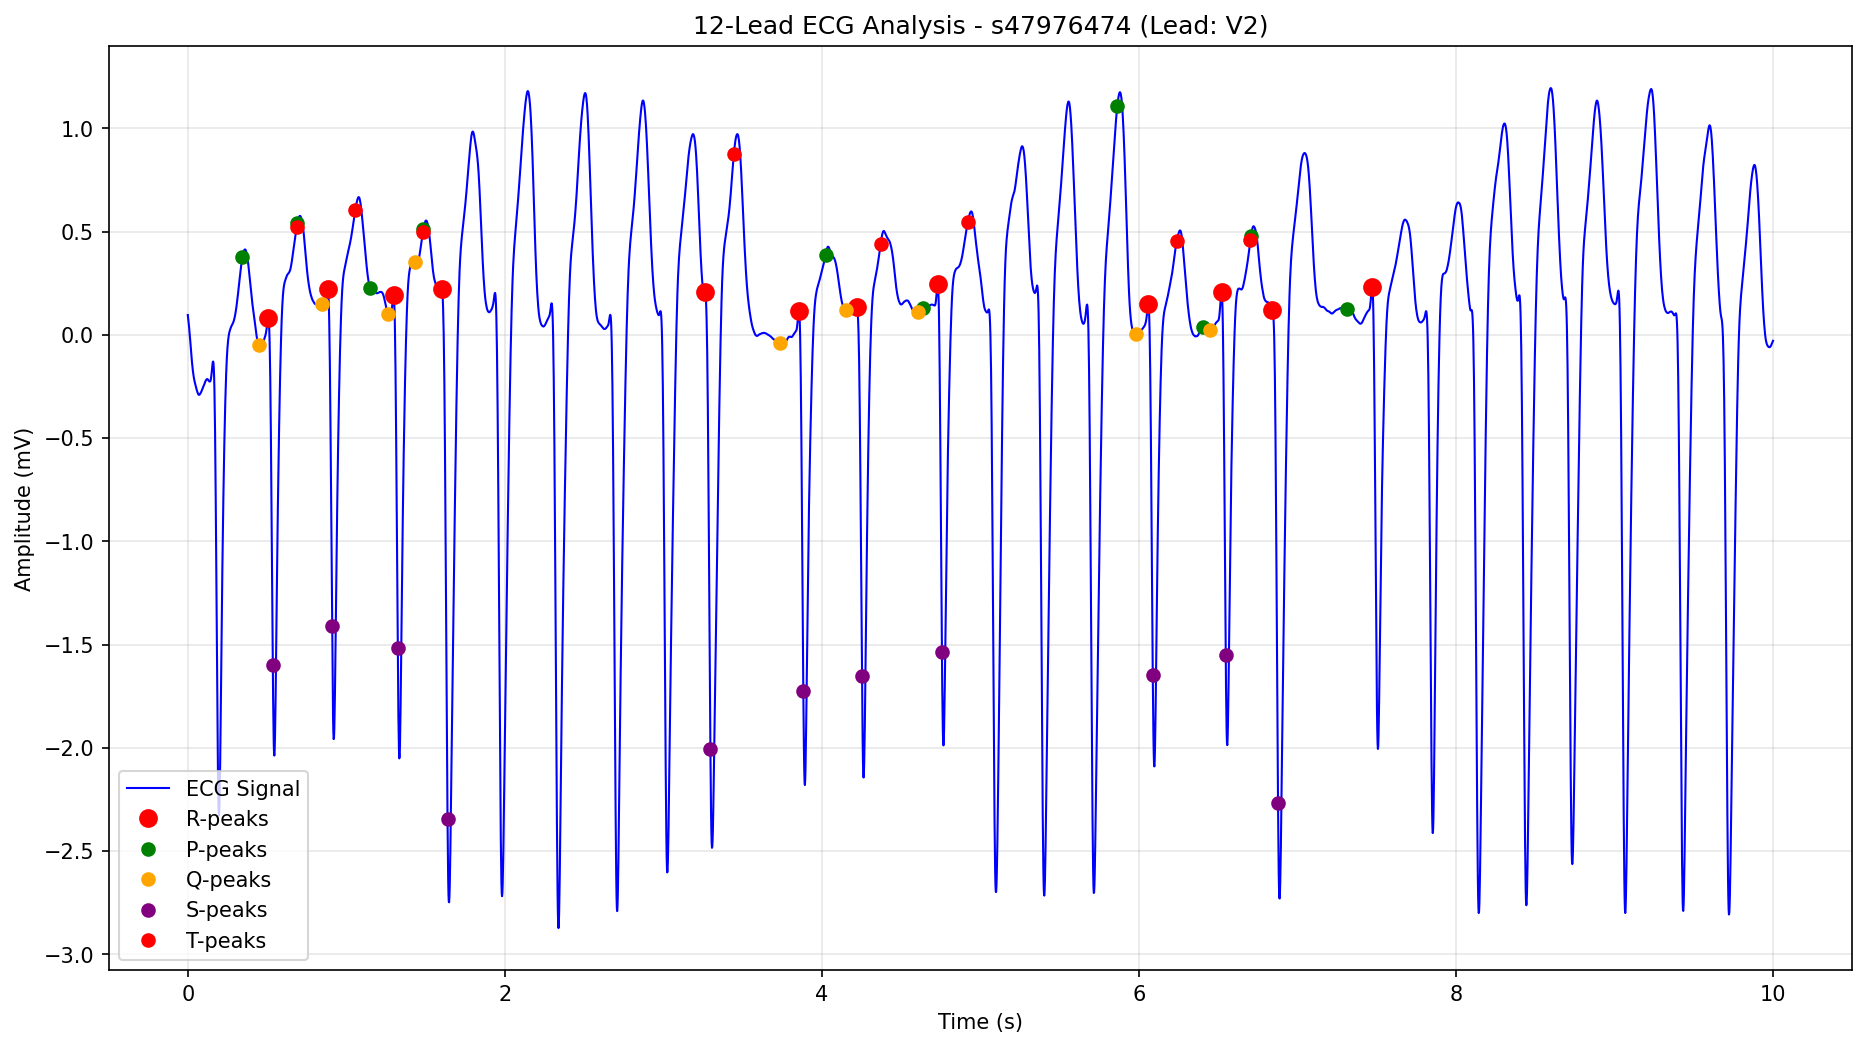 12-Lead ECG Analysis - s47976474 (Lead: V2)
Amplitude (mV)
1.0
0.5
0.0
−0.5
−1.0
−1.5
−2.0
−2.5
−3.0
ECG Signal
R-peaks
P-peaks
Q-peaks
S-peaks
T-peaks
0 2 4 6 8 10
Time (s)